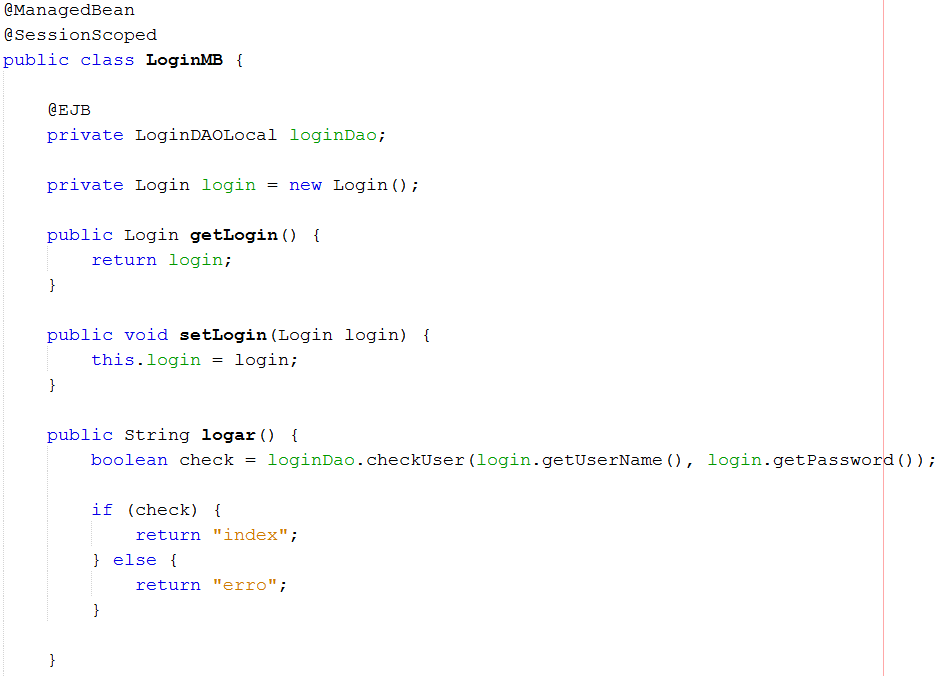 @ManagedBean
@SessionScoped
public class LoginMB {
@EJB
private LoginDAOLocal loginDao;
private Login login = new Login();
public Login getLogin() {
return login;
}
public void setLogin(Login login) {
this.login = login;
}
public String logar() {
boolean check = loginDao.checkUser(login.getUserName(), login.getPassword());
if (check) {
return "index";
} else {
return "erro";
}
}